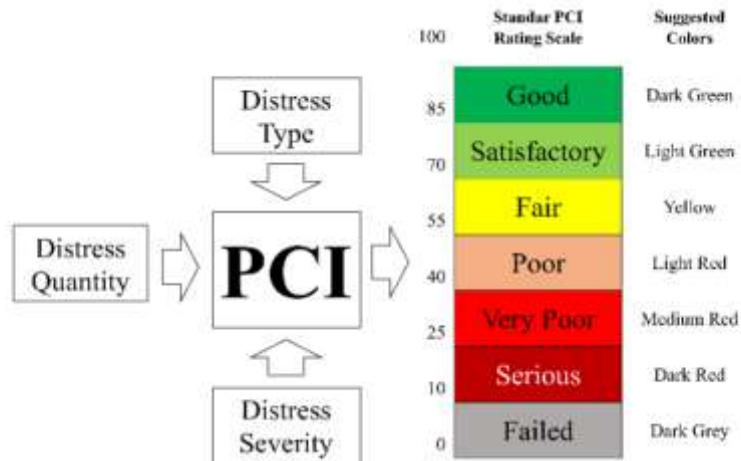 Standar PCI
Rating Scale
Suggested
Colors
100
Distress
Type
Distress
Quantity
PCI
Distress
Severity
Good
Dark Green
85
Satisfactory
Light Green
70
Fair
Yellow
55
Poor
Light Red
40
Very Poor
Medium Red
25
Serious
Dark Red
10
Failed
Dark Grey
0